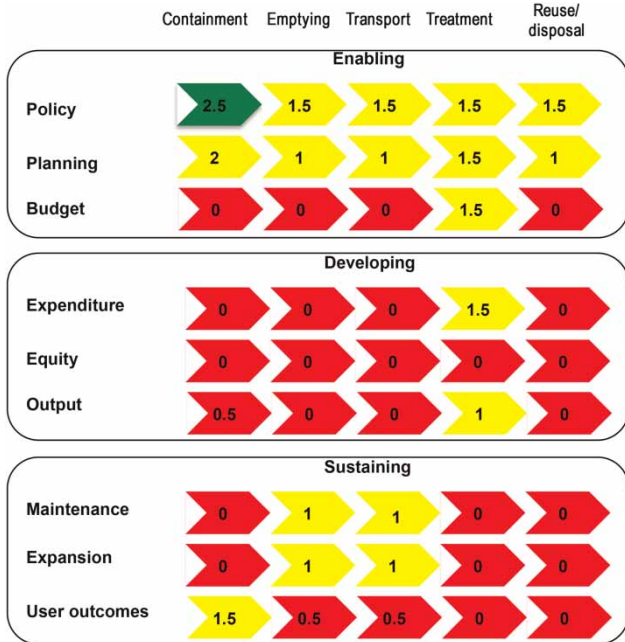 Containment Emptying Transport Treatment Reuse/
disposal
Enabling
Policy 2.5 1.5 1.5 1.5 1.5
Planning 2 1 1 1.5 1
Budget 0 0 0 1.5 0
Developing
Expenditure 0 0 0 1.5 0
Equity 0 0 0 0 0
Output 0.5 0 0 1 0
Sustaining
Maintenance 0 1 1 0 0
Expansion 0 1 1 0 0
User outcomes 1.5 0.5 0.5 0 0